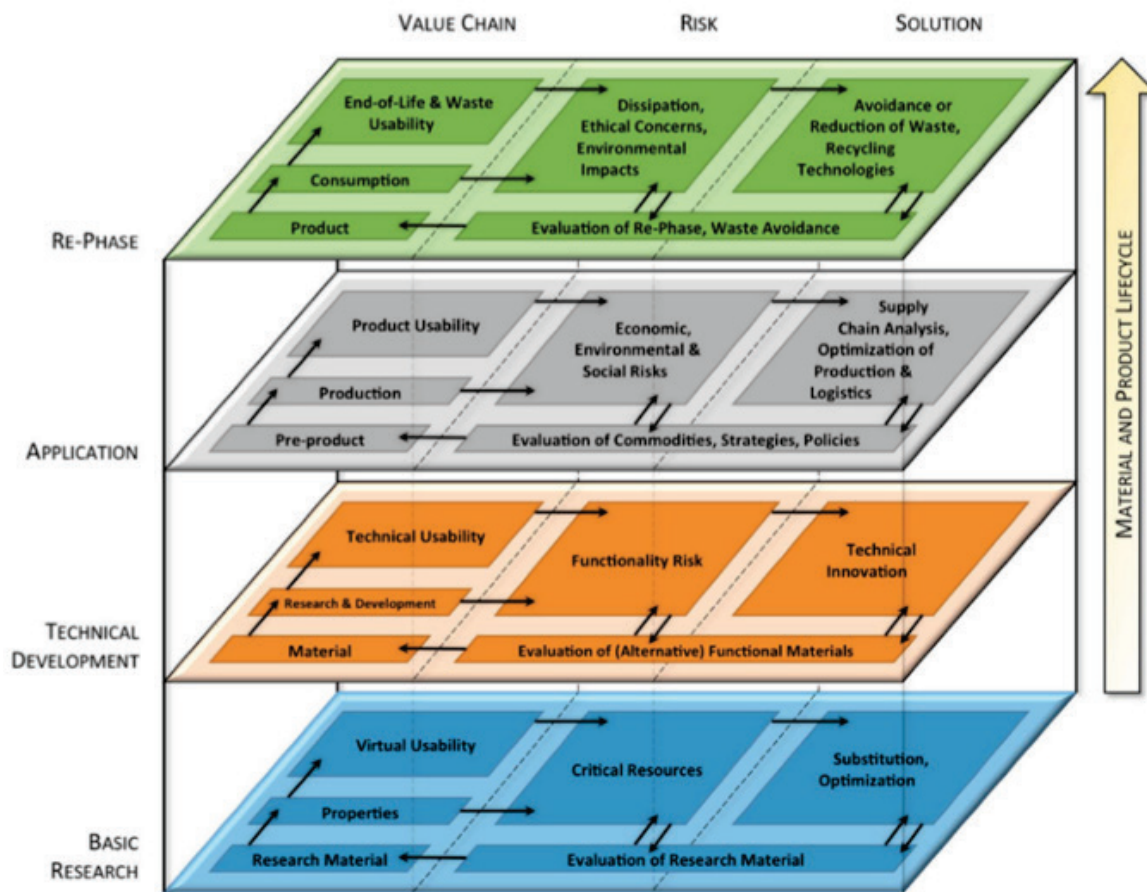 VALUE CHAIN
RISK
SOLUTION
End-of-Life & Waste
Usability
Dissipation,
Ethical Concerns,
Environmental
Impacts
Avoidance or
Reduction of Waste,
Recycling
Technologies
Consumption
Product
Evaluation of Re-Phase, Waste Avoidance
RE-PHASE
Product Usability
Economic,
Environmental &
Social Risks
Supply
Chain Analysis,
Optimization of
Production &
Logistics
Production
Pre-product
Evaluation of Commodities, Strategies, Policies
APPLICATION
Technical Usability
Functionality Risk
Technical
Innovation
Research & Development
Material
Evaluation of (Alternative) Functional Materials
TECHNICAL
DEVELOPMENT
Virtual Usability
Critical Resources
Substitution,
Optimization
Properties
Research Material
Evaluation of Research Material
BASIC
RESEARCH
MATERIAL AND PRODUCT LIFECYCLE